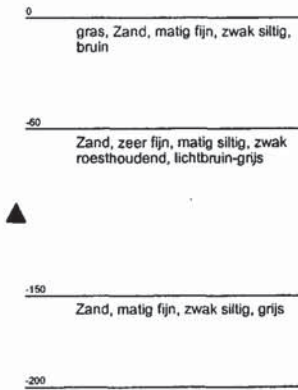 0
gras, Zand, matig fijn, zwak siltig,
bruin
-60
Zand, zeer fijn, matig siltig, zwak
roesthoudend, lichtbruin-grijs
-150
Zand, matig fijn, zwak siltig, grijs
-200